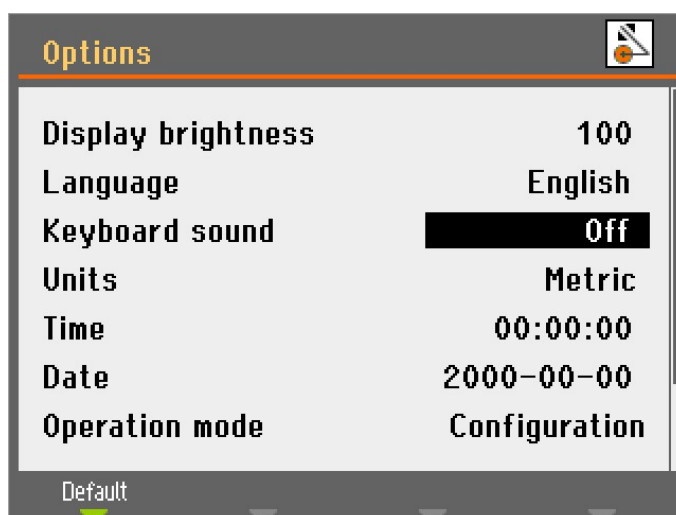 Options
Display brightness 100
Language English
Keyboard sound Off
Units Metric
Time 00:00:00
Date 2000-00-00
Operation mode Configuration
Default